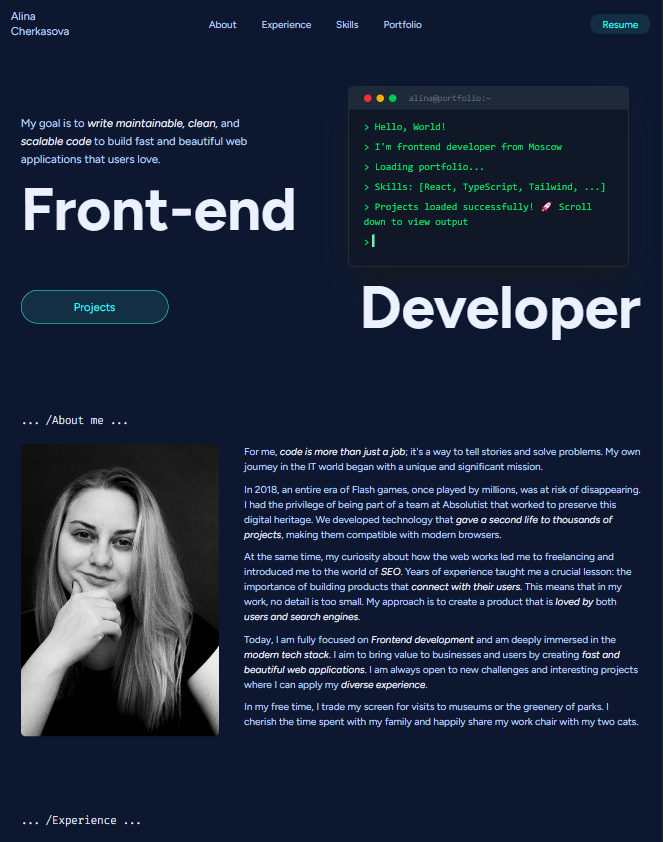 Alina
Cherkasova
About
Experience
Skills
Portfolio
Resume
My goal is to write maintainable, clean, and
scalable code to build fast and beautiful web
applications that users love.
Front-end
alina@portfolio:~
> Hello, World!
> I'm frontend developer from Moscow
> Loading portfolio...
> Skills: [React, TypeScript, Tailwind, ...]
> Projects loaded successfully! 🚀 Scroll
down to view output
>
Projects
Developer
... /About me ...
For me, code is more than just a job; it's a way to tell stories and solve problems. My own
journey in the IT world began with a unique and significant mission.
In 2018, an entire era of Flash games, once played by millions, was at risk of disappearing.
I had the privilege of being part of a team at Absolutist that worked to preserve this
digital heritage. We developed technology that gave a second life to thousands of
projects, making them compatible with modern browsers.
At the same time, my curiosity about how the web works led me to freelancing and
introduced me to the world of SEO. Years of experience taught me a crucial lesson: the
importance of building products that connect with their users. This means that in my
work, no detail is too small. My approach is to create a product that is loved by both
users and search engines.
Today, I am fully focused on Frontend development and am deeply immersed in the
modern tech stack. I aim to bring value to businesses and users by creating fast and
beautiful web applications. I am always open to new challenges and interesting projects
where I can apply my diverse experience.
In my free time, I trade my screen for visits to museums or the greenery of parks. I
cherish the time spent with my family and happily share my work chair with my two cats.
... /Experience ...